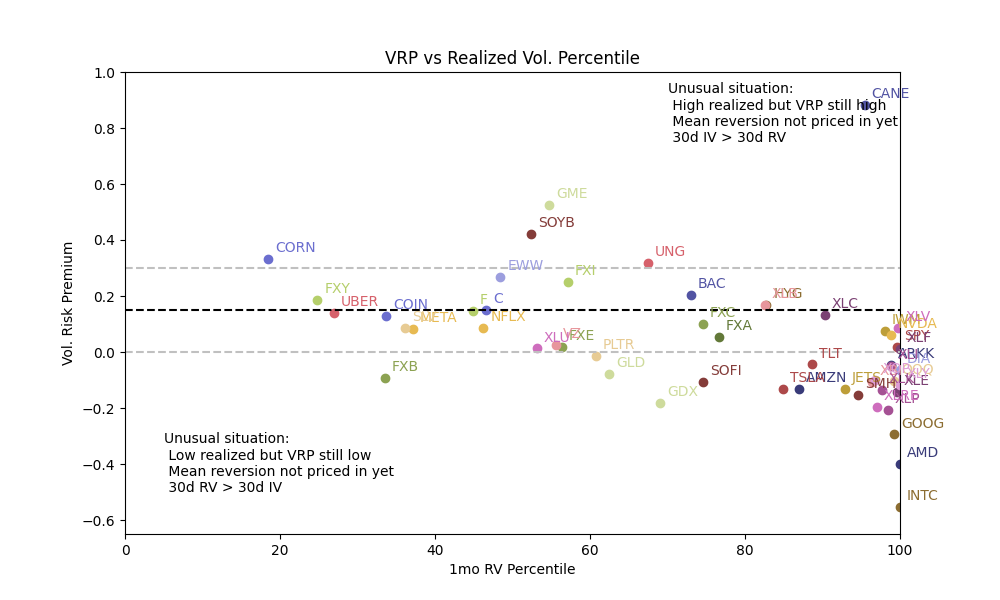 VRP vs Realized Vol. Percentile
Unusual situation:
High realized but VRP still high
Mean reversion not priced in yet
30d IV > 30d RV
CANE
GME
SOYB
CORN
UNG
EWW
FXI
FXY
UBER
COIN
F
C
BAC
XLC
META
NFLX
FXC
FXA
XLV
NVDA
SPY
XLF
XLU
FXE
PLTR
GLD
FXB
TLT
ARKK
DIA
SOFI
TSLA
AMZN
JETS
SMH
XLK
XLE
GDX
XLP
GOOG
AMD
INTC
Unusual situation:
Low realized but VRP still low
Mean reversion not priced in yet
30d RV > 30d IV
Vol. Risk Premium
1.0
0.8
0.6
0.4
0.2
0.0
−0.2
−0.4
−0.6
0
20
40
60
80
100
1mo RV Percentile